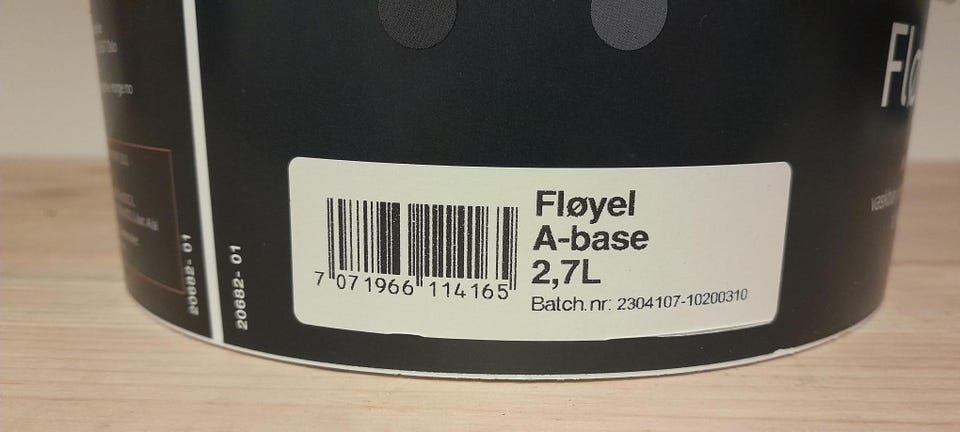 20682-01
20682-01
7 071966 114165
Fløyel
A-base
2,7L
Batch.nr: 2304107-10200310